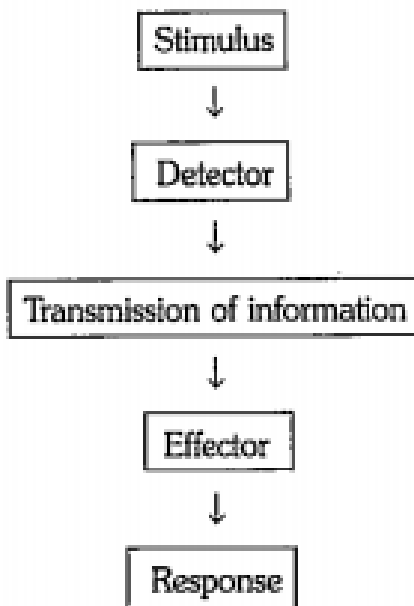 Stimulus
Detector
Transmission of information
Effector
Response